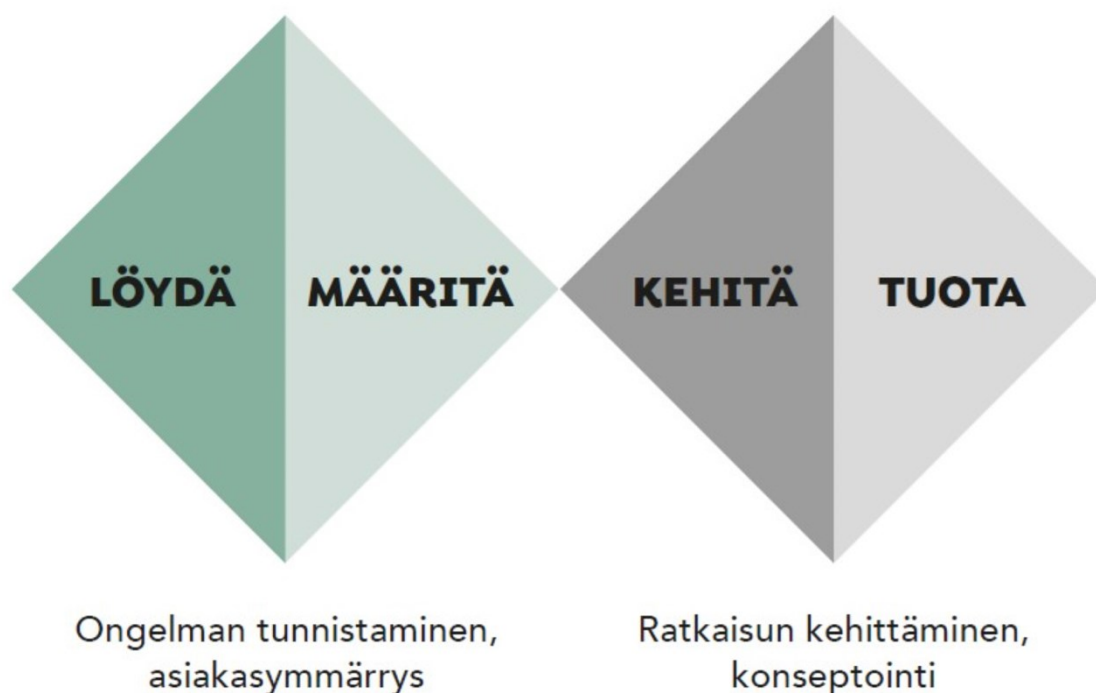 LÖYDÄ MÄÄRITÄ KEHITÄ TUOTA
Ongelman tunnistaminen,
asiakasymmärrys
Ratkaisun kehittäminen,
konseptointi